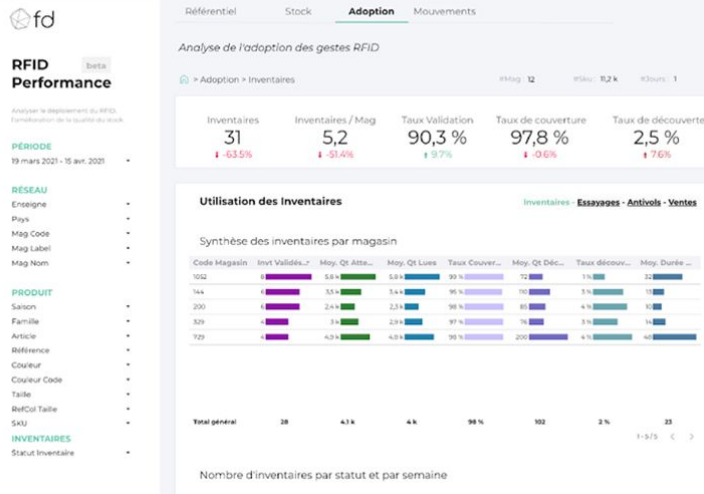 fd
RFID beta
Performance
Analyser le déploiement du RFID,
l'amélioration de la qualité du stock.
PÉRIODE
19 mars 2021 - 15 avr. 2021
RÉSEAU
Enseigne
Pays
Mag Code
Mag Label
Mag Nom
PRODUIT
Saison
Famille
Article
Référence
Couleur
Couleur Code
Taille
RefCol Taille
SKU
INVENTAIRES
Statut Inventaire
Référentiel Stock Adoption Mouvements
Analyse de l'adoption des gestes RFID
> Adoption > Inventaires #Mag : 12 #Sku : 11,2 k #Jours : 1
Inventaires Inventaires / Mag Taux Validation Taux de couverture Taux de découverte
31 5,2 90,3 % 97,8 % 2,5 %
-63.5% -51.4% 9.7% -0.6% 7.6%
Utilisation des Inventaires Inventaires - Essayages - Antivols - Ventes
Synthèse des inventaires par magasin
Code Magasin Invt Validés... Moy. Qt Atte... Moy. Qt Lues Taux Couver... Moy. Qt Déc... Taux découv... Moy. Durée ...
1052 8 5,8 k 5,8 k 99 % 72 1 % 32
144 6 3,5 k 3,4 k 96 % 110 3 % 13
200 6 2,4 k 2,3 k 98 % 85 4 % 10
329 4 3 k 2,9 k 97 % 76 3 % 14
729 4 4,9 k 4,8 k 98 % 200 4 % 48
Total général 28 4.1 k 4 k 98 % 102 2 % 23
1-5/5 < >
Nombre d'inventaires par statut et par semaine